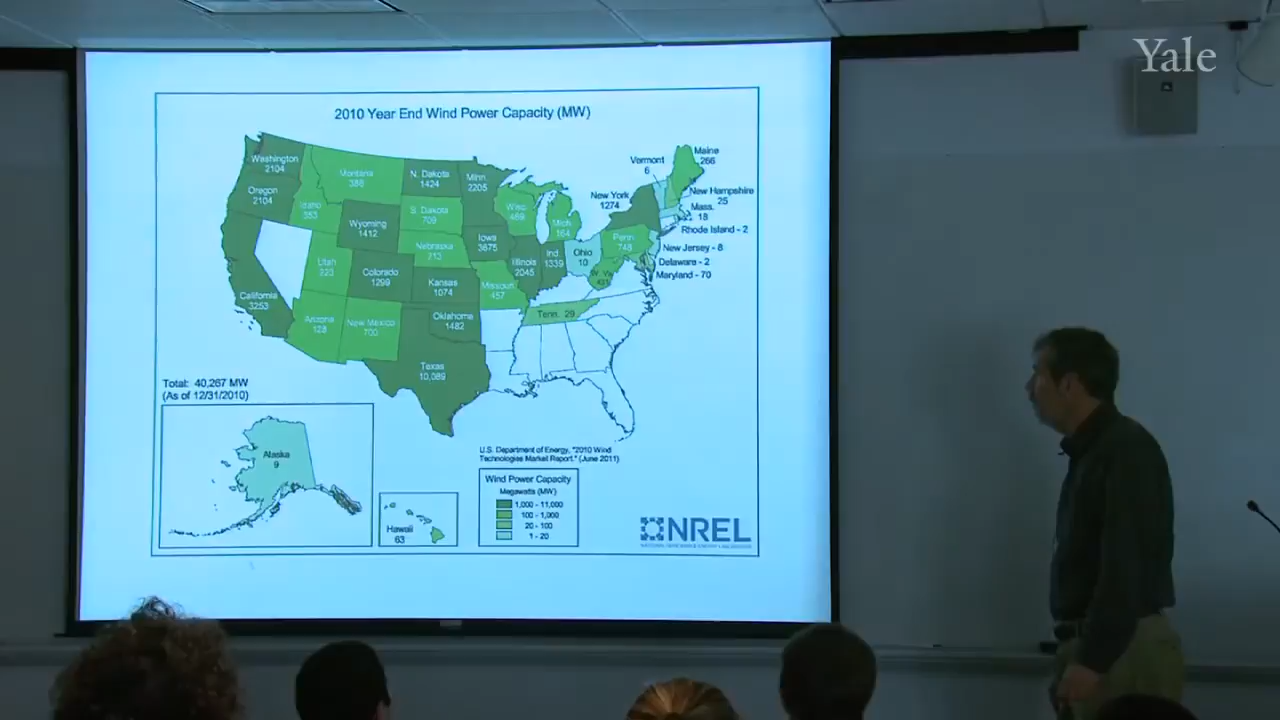 Yale
2010 Year End Wind Power Capacity (MW)
Washington
2104
Oregon
2104
California
3253
Idaho
353
Montana
386
Wyoming
1412
Utah
223
Arizona
128
Colorado
1299
New Mexico
700
N. Dakota
1424
S. Dakota
709
Nebraska
213
Kansas
1074
Oklahoma
1482
Texas
10,089
Minn.
2205
Iowa
3675
Missouri
457
Wisc.
469
Illinois
2045
Mich.
164
Ind.
1339
Ohio
10
Tenn. 29
W. V.
431
Penn.
748
New York
1274
Vermont
6
Maine
266
New Hampshire
25
Mass.
18
Rhode Island - 2
New Jersey - 8
Delaware - 2
Maryland - 70
Total: 40,267 MW
(As of 12/31/2010)
Alaska
9
Hawaii
63
U.S. Department of Energy, "2010 Wind
Technologies Market Report." (June 2011)
Wind Power Capacity
Megawatts (MW)
1,000 - 11,000
100 - 1,000
20 - 100
1 - 20
NREL